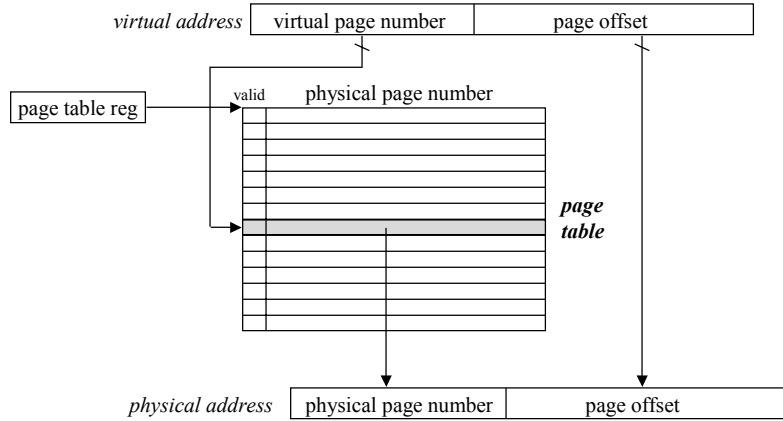 virtual address virtual page number page offset
valid physical page number
page table reg
page
table
physical address physical page number page offset